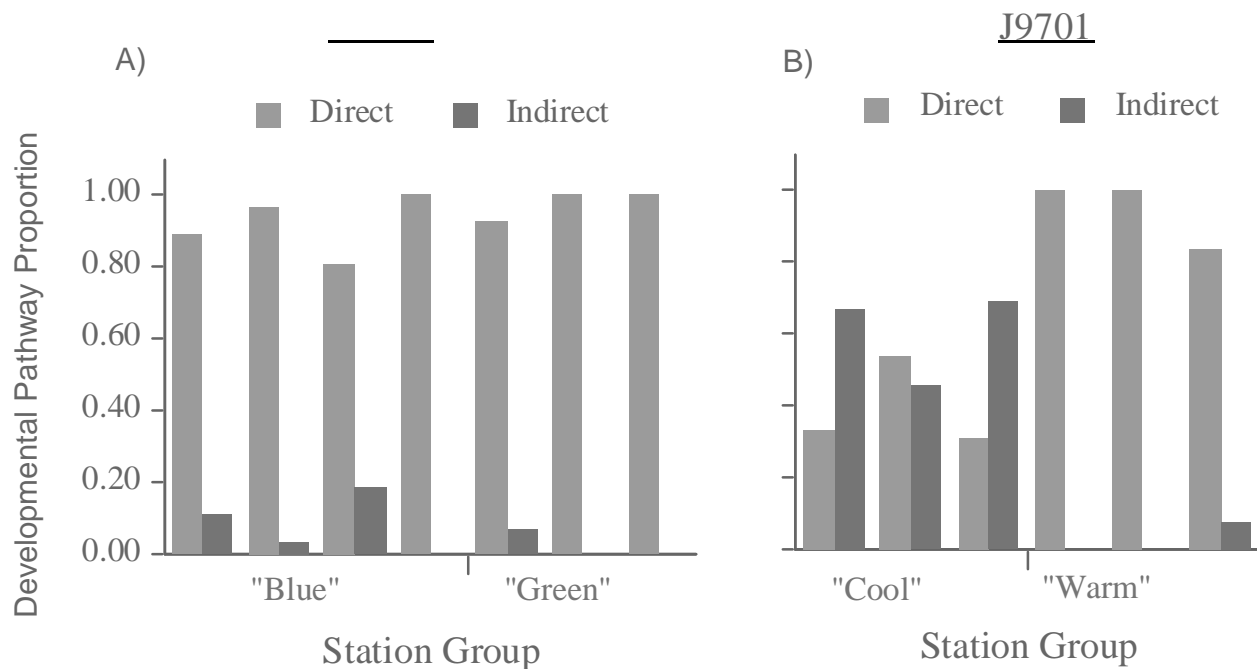 J9701
A)
B)
Direct Indirect
Direct Indirect
Developmental Pathway Proportion
1.00
0.80
0.60
0.40
0.20
0.00
"Blue" "Green"
"Cool" "Warm"
Station Group
Station Group